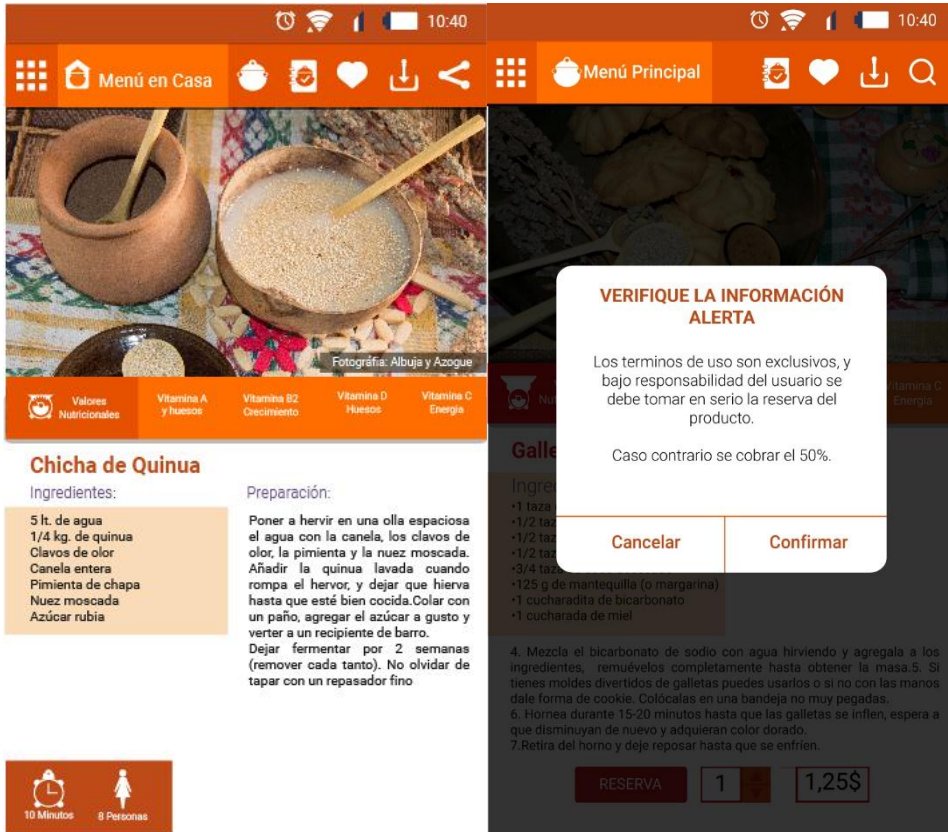 10:40
Menú en Casa
Fotográfia: Albuja y Azogue
Valores
Nutricionales
Vitamina A
y huesos
Vitamina B2
Crecimiento
Vitamina D
Huesos
Vitamina C
Energia
Chicha de Quinua
Ingredientes:
5 lt. de agua
1/4 kg. de quinua
Clavos de olor
Canela entera
Pimienta de chapa
Nuez moscada
Azúcar rubia
Preparación:
Poner a hervir en una olla espaciosa
el agua con la canela, los clavos de
olor, la pimienta y la nuez moscada.
Añadir la quinua lavada cuando
rompa el hervor, y dejar que hierva
hasta que esté bien cocida.Colar con
un paño, agregar el azúcar a gusto y
verter a un recipiente de barro.
Dejar fermentar por 2 semanas
(remover cada tanto). No olvidar de
tapar con un repasador fino
10 Minutos
8 Personas
10:40
Menú Principal
Vitamina C
Energia
VERIFIQUE LA INFORMACIÓN
ALERTA
Los terminos de uso son exclusivos, y
bajo responsabilidad del usuario se
debe tomar en serio la reserva del
producto.
Caso contrario se cobrar el 50%.
Cancelar
Confirmar
•1 taza
•1/2
•1/2
•1/2
•3/4
•125 g de mantequilla (o margarina)
•1 cucharadita de bicarbonato
•1 cucharada de miel
4. Mezcla el bicarbonato de sodio con agua hirviendo y agregala a los
ingredientes, remuévelos completamente hasta obtener la masa.5. Si
tienes moldes divertidos de galletas puedes usarlos o si no con las manos
dale forma de cookie. Colócalas en una bandeja no muy pegadas.
6. Hornea durante 15-20 minutos hasta que las galletas se inflen, espera a
que disminuyan de nuevo y adquieran color dorado.
7.Retira del horno y deje reposar hasta que se enfríen.
RESERVA
1
1,25$